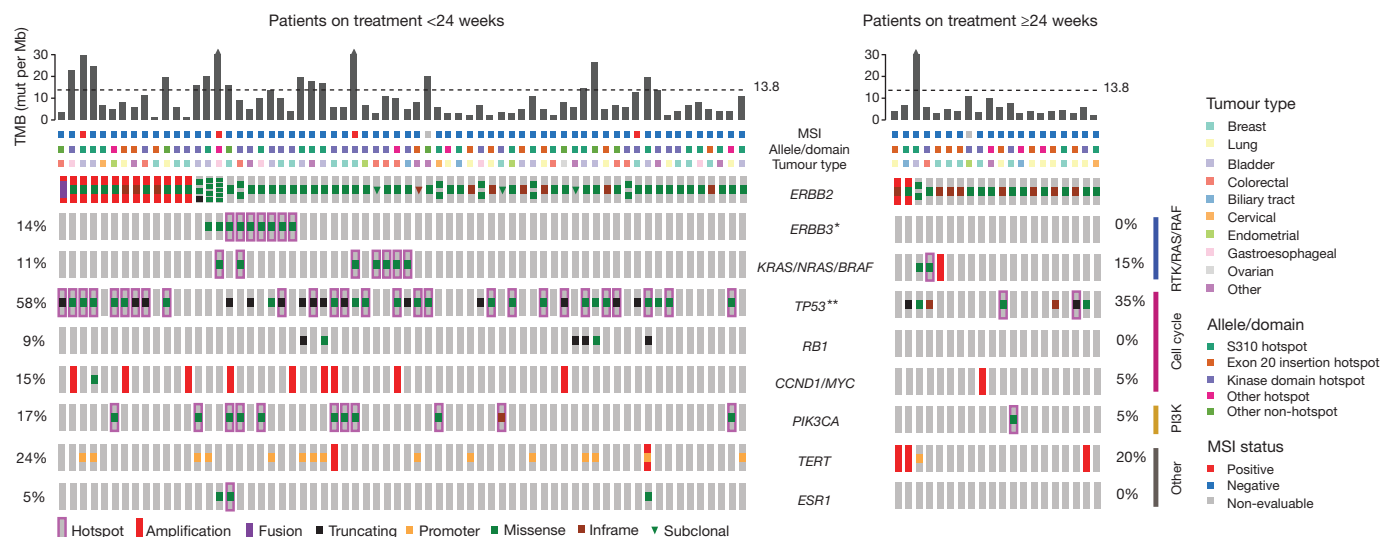 Patients on treatment <24 weeks
Patients on treatment ≥24 weeks
TMB (mut per Mb)
30
20
10
0
13.8
30
20
10
0
13.8
MSI
Allele/domain
Tumour type
ERBB2
14% ERBB3* 0%
11% KRAS/NRAS/BRAF 15%
RTK/RAS/RAF
58% TP53** 35%
9% RB1 0%
15% CCND1/MYC 5%
Cell cycle
17% PIK3CA 5%
PI3K
24% TERT 20%
5% ESR1 0%
Other
Hotspot Amplification Fusion Truncating Promoter Missense Inframe Subclonal
Tumour type
Breast
Lung
Bladder
Colorectal
Biliary tract
Cervical
Endometrial
Gastroesophageal
Ovarian
Other
Allele/domain
S310 hotspot
Exon 20 insertion hotspot
Kinase domain hotspot
Other hotspot
Other non-hotspot
MSI status
Positive
Negative
Non-evaluable